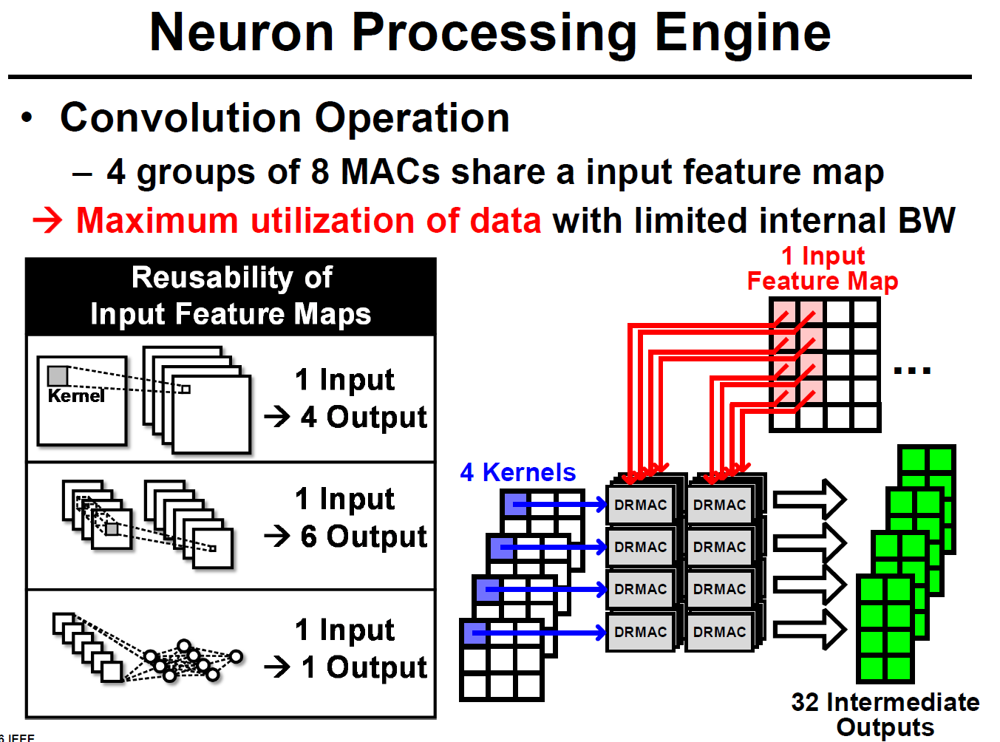 Neuron Processing Engine
• Convolution Operation
– 4 groups of 8 MACs share a input feature map
→ Maximum utilization of data with limited internal BW
Reusability of
Input Feature Maps
Kernel
1 Input
→ 4 Output
1 Input
→ 6 Output
1 Input
→ 1 Output
1 Input
Feature Map
...
4 Kernels
DRMAC DRMAC
DRMAC DRMAC
DRMAC DRMAC
DRMAC DRMAC
32 Intermediate
Outputs
6 IEEE